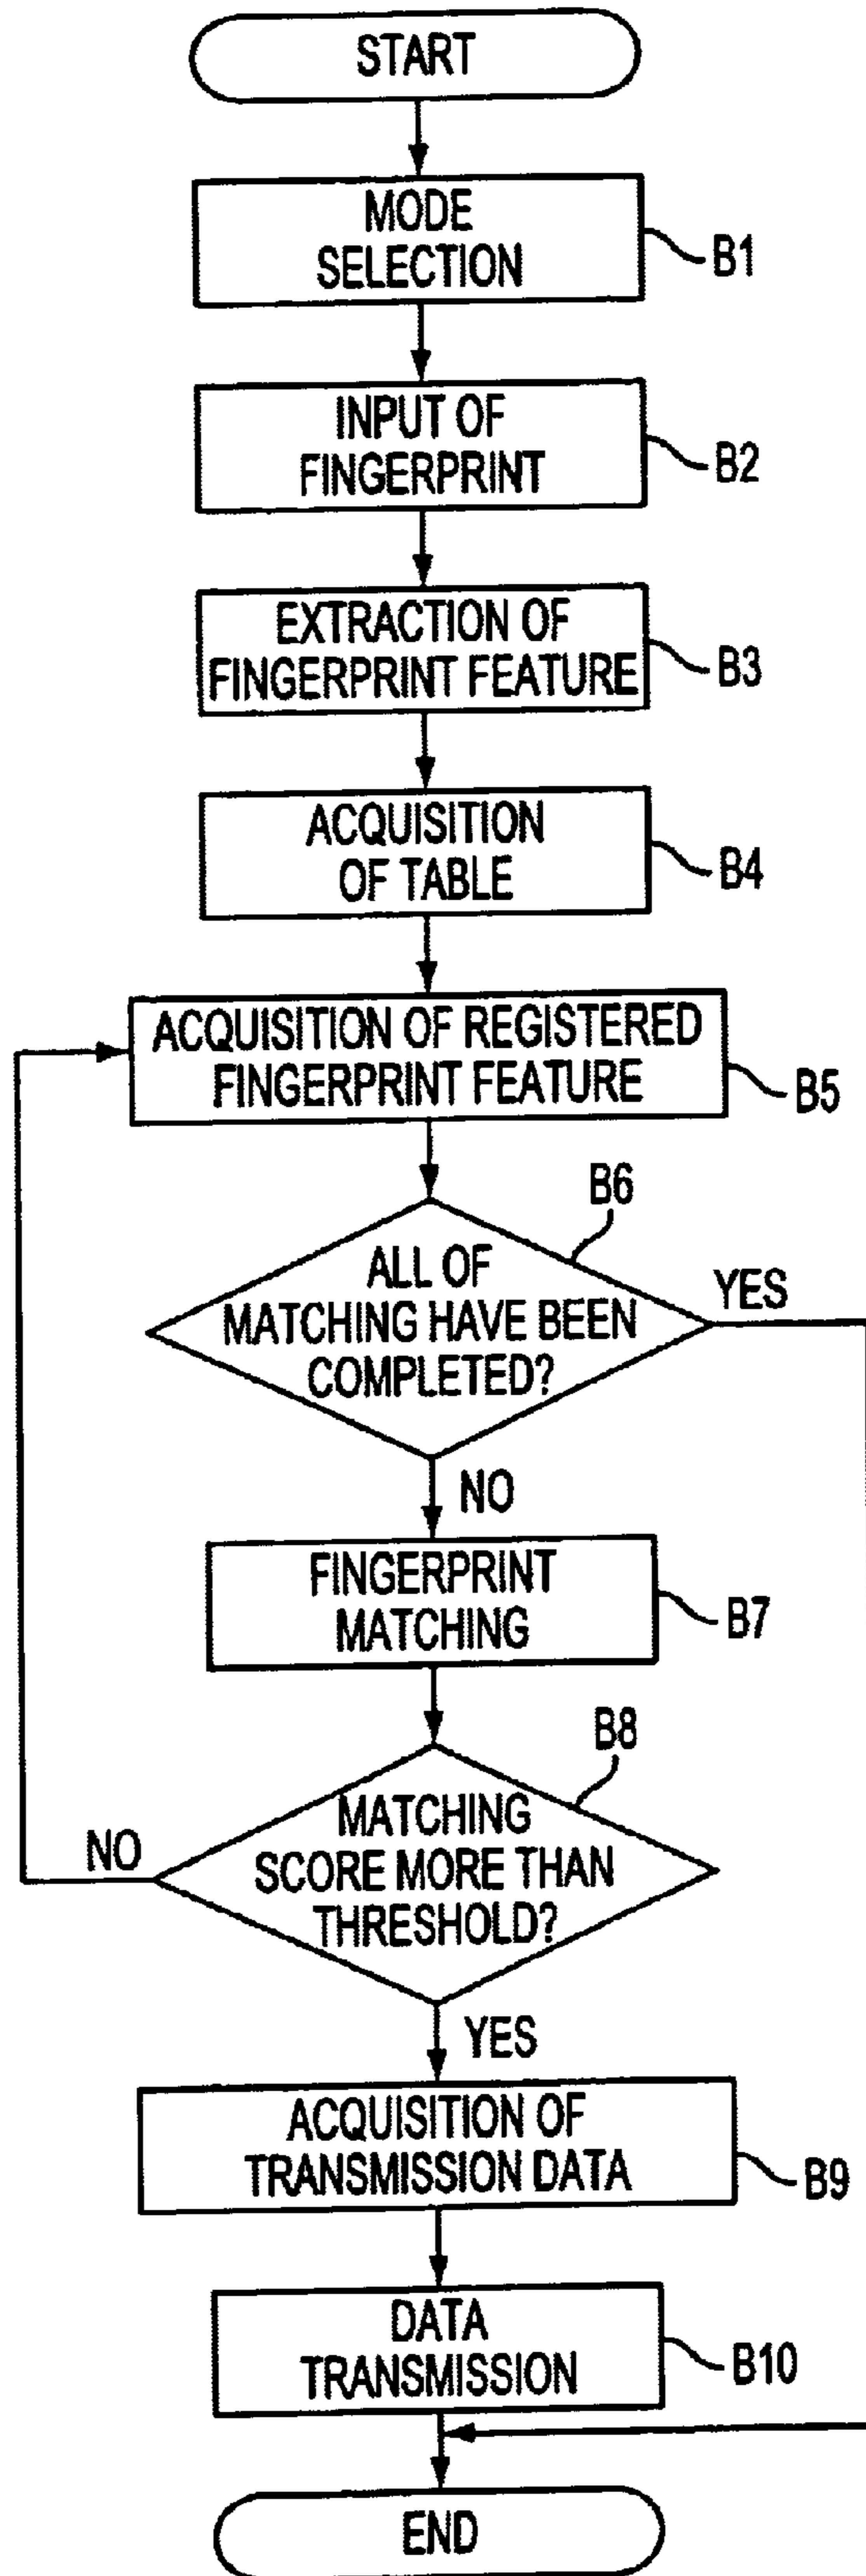 START
MODE
SELECTION
B1
INPUT OF
FINGERPRINT
B2
EXTRACTION OF
FINGERPRINT FEATURE
B3
ACQUISITION
OF TABLE
B4
ACQUISITION OF REGISTERED
FINGERPRINT FEATURE
B5
B6
ALL OF
MATCHING HAVE BEEN
COMPLETED?
YES
NO
FINGERPRINT
MATCHING
B7
B8
MATCHING
SCORE MORE THAN
THRESHOLD?
NO
YES
ACQUISITION OF
TRANSMISSION DATA
B9
DATA
TRANSMISSION
B10
END